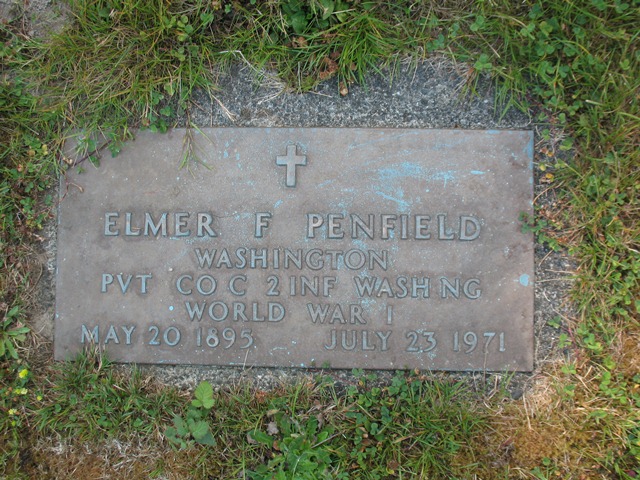 ELMER F PENFIELD
WASHINGTON
PVT CO C 2 INF WASH NG
WORLD WAR I
MAY 20 1895 JULY 23 1971